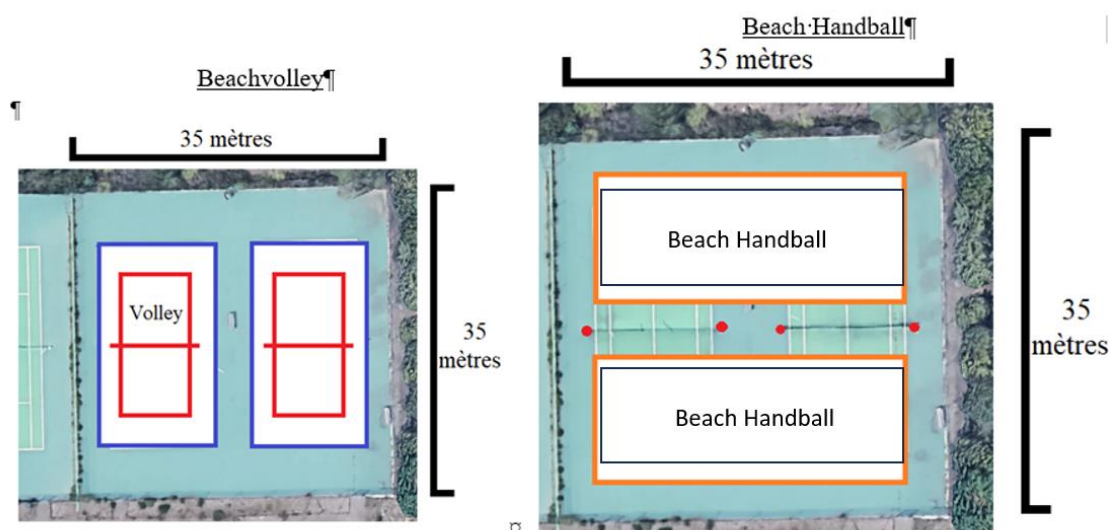 Beachvolley¶
¶
35 mètres
Volley
35
mètres
¤
Beach·Handball¶
35 mètres
Beach Handball
Beach Handball
35
mètres